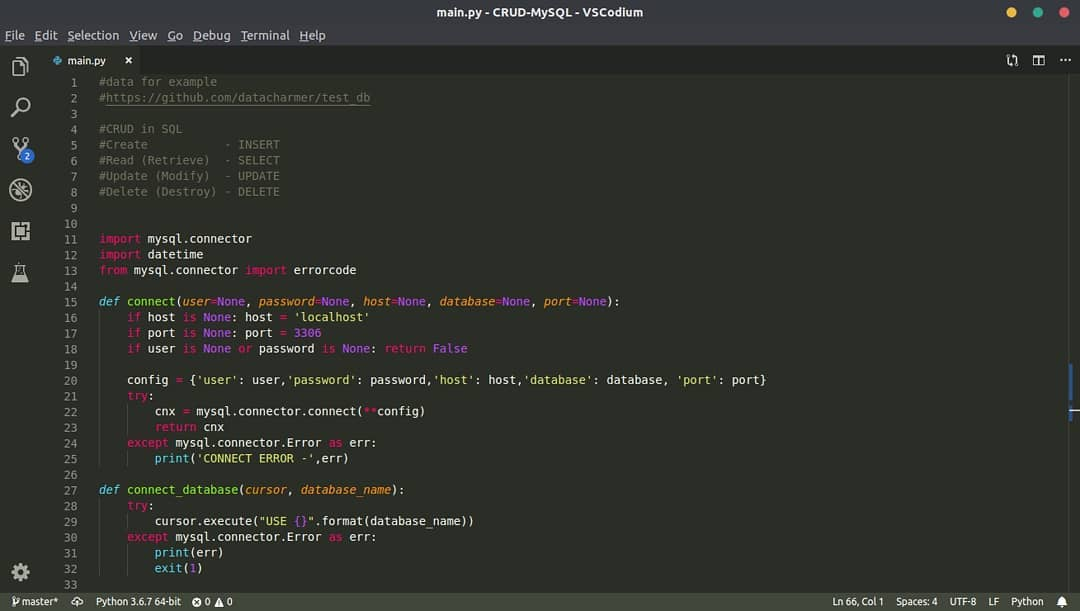 main.py - CRUD-MySQL - VSCodium
File Edit Selection View Go Debug Terminal Help
main.py ×
1 #data for example
2 #https://github.com/datacharmer/test_db
3
4 #CRUD in SQL
5 #Create           - INSERT
6 #Read (Retrieve)  - SELECT
7 #Update (Modify)  - UPDATE
8 #Delete (Destroy) - DELETE
9
10
11 import mysql.connector
12 import datetime
13 from mysql.connector import errorcode
14
15 def connect(user=None, password=None, host=None, database=None, port=None):
16     if host is None: host = 'localhost'
17     if port is None: port = 3306
18     if user is None or password is None: return False
19
20     config = {'user': user,'password': password,'host': host,'database': database, 'port': port}
21     try:
22         cnx = mysql.connector.connect(**config)
23         return cnx
24     except mysql.connector.Error as err:
25         print('CONNECT ERROR -',err)
26
27 def connect_database(cursor, database_name):
28     try:
29         cursor.execute("USE {}".format(database_name))
30     except mysql.connector.Error as err:
31         print(err)
32         exit(1)
33
2
master* Python 3.6.7 64-bit 0 0 Ln 66, Col 1 Spaces: 4 UTF-8 LF Python